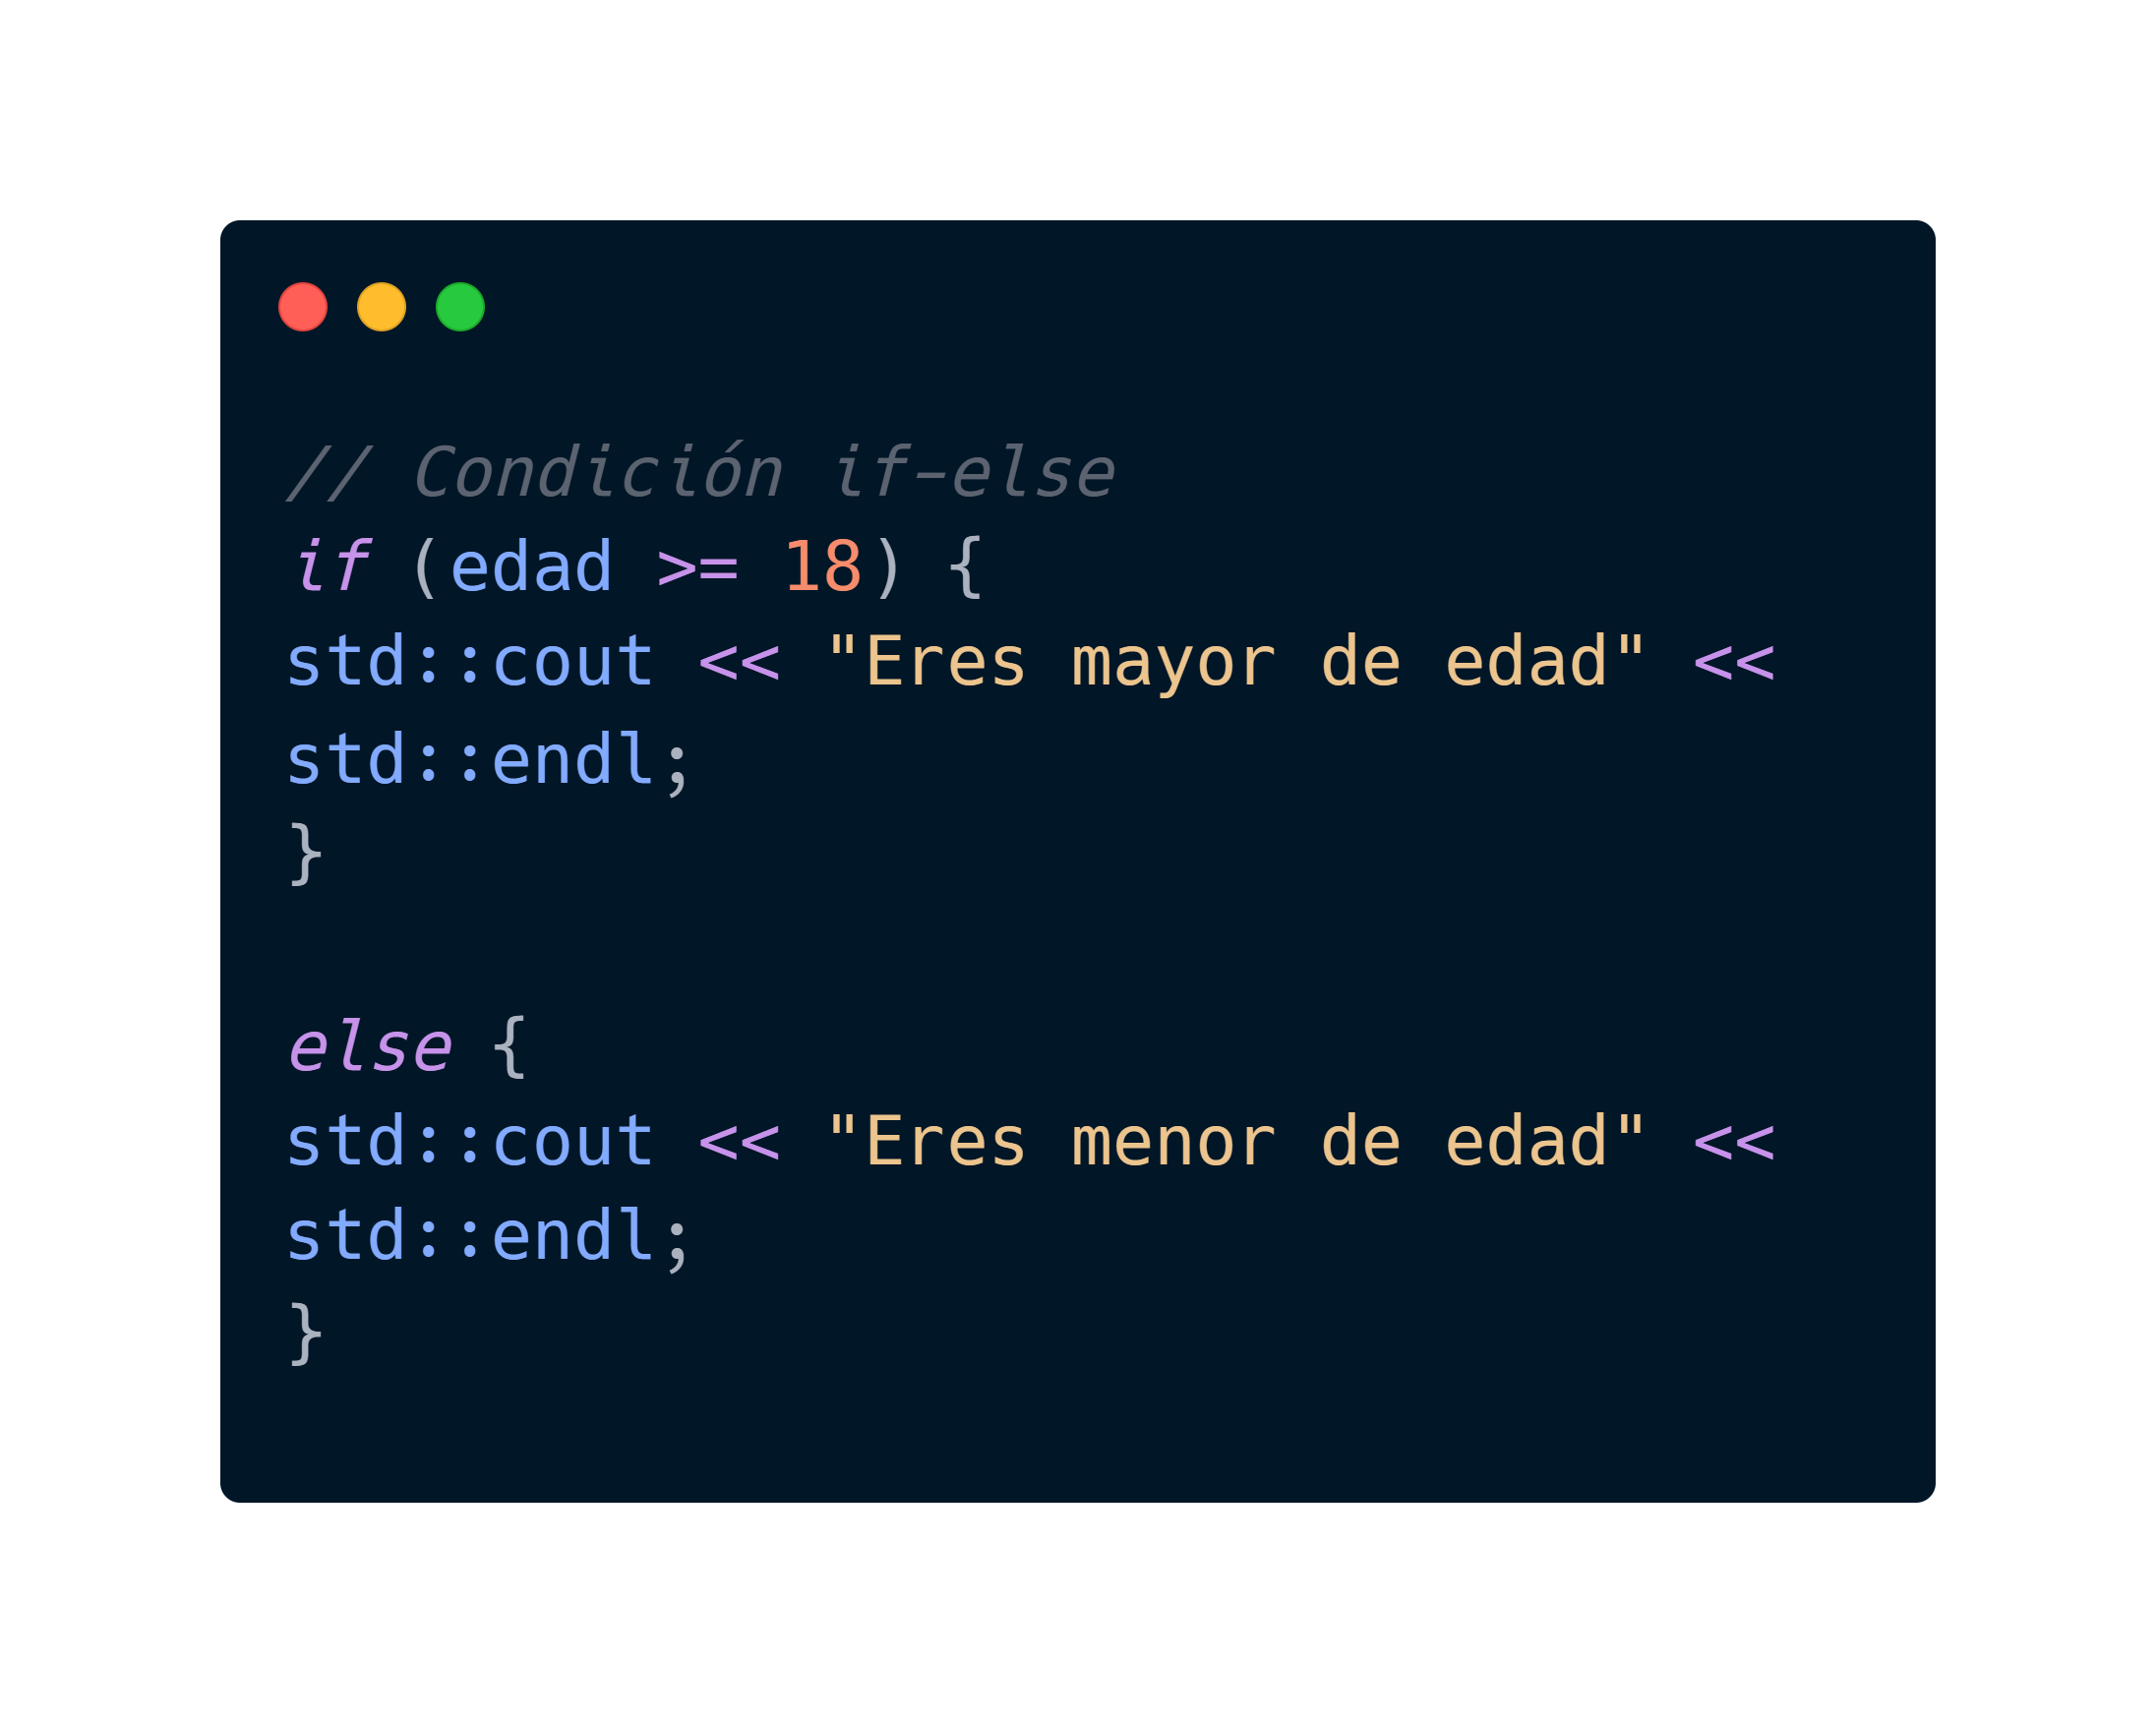 // Condición if-else
if (edad >= 18) {
std::cout << "Eres mayor de edad" <<
std::endl;
}
else {
std::cout << "Eres menor de edad" <<
std::endl;
}